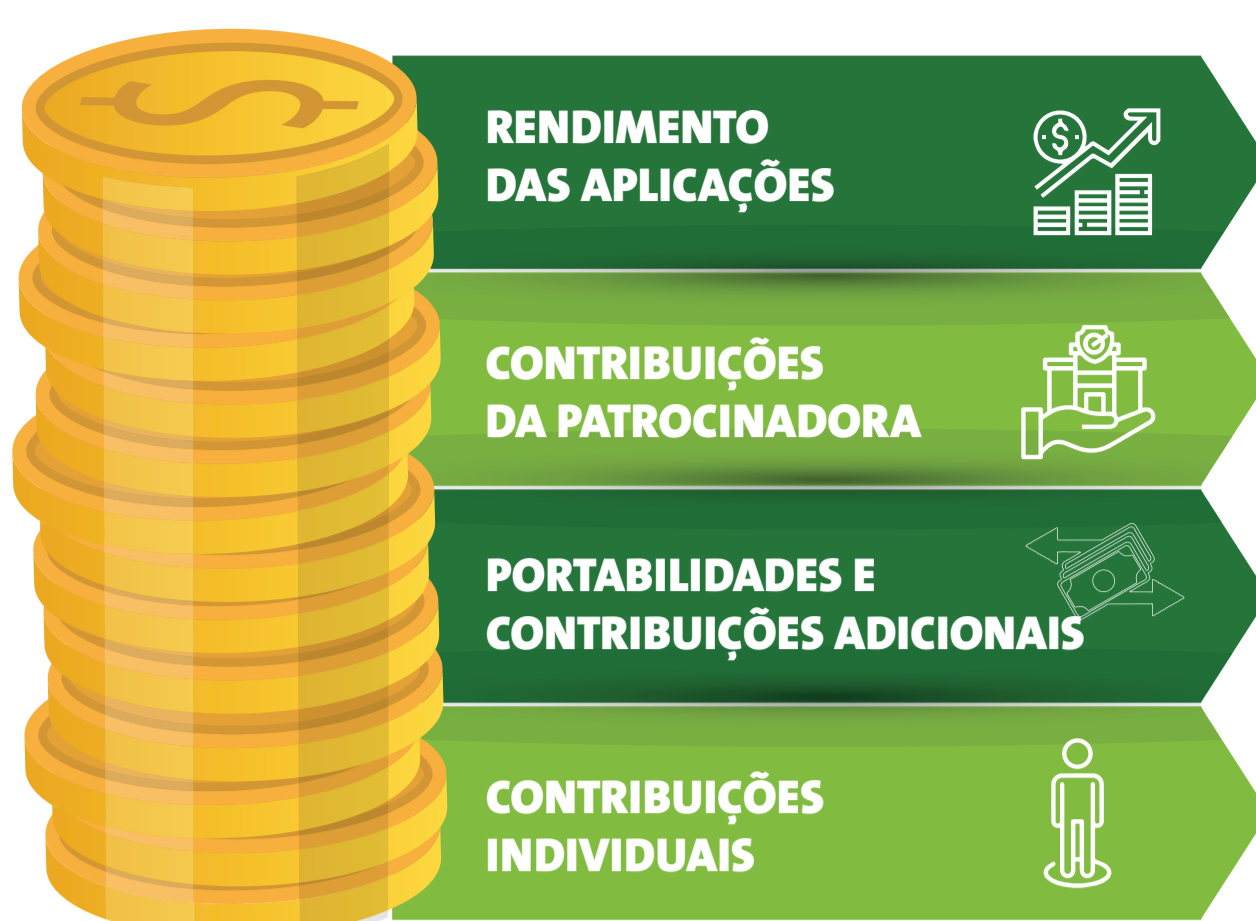 RENDIMENTO
DAS APLICAÇÕES
CONTRIBUIÇÕES
DA PATROCINADORA
PORTABILIDADES E
CONTRIBUIÇÕES ADICIONAIS
CONTRIBUIÇÕES
INDIVIDUAIS